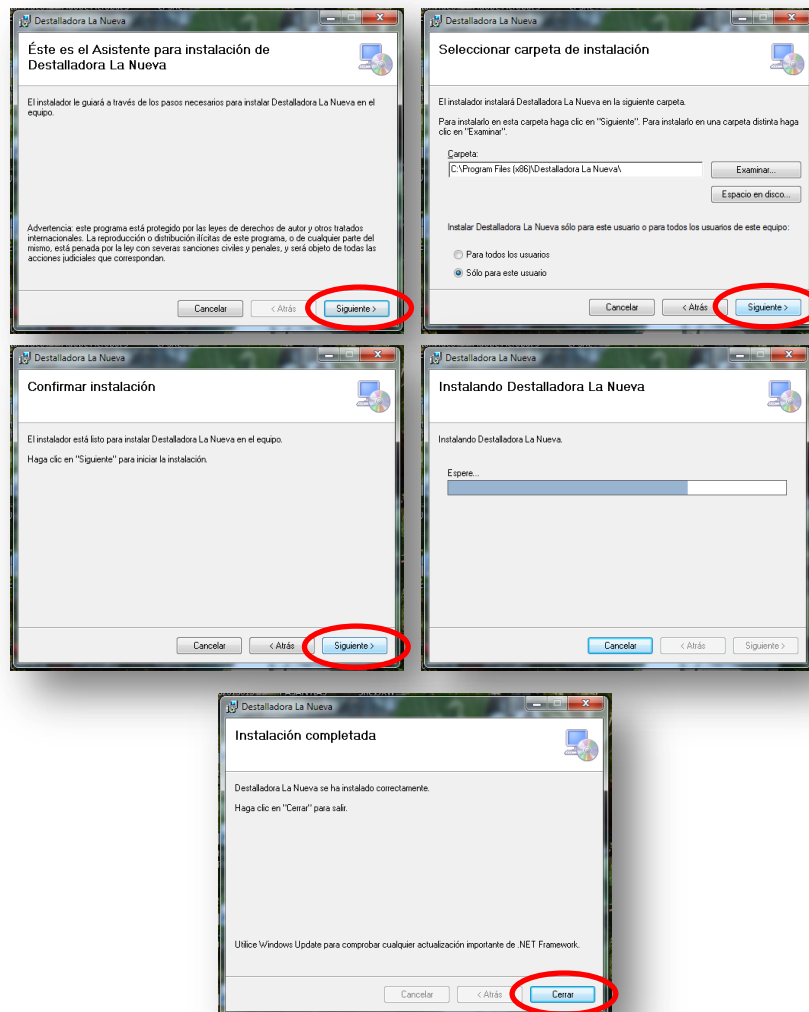 Destalladora La Nueva
Éste es el Asistente para instalación de
Destalladora La Nueva
El instalador le guiará a través de los pasos necesarios para instalar Destalladora La Nueva en el
equipo.
Advertencia: este programa está protegido por las leyes de derechos de autor y otros tratados
internacionales. La reproducción o distribución ilícitas de este programa, o de cualquier parte del
mismo, está penada por la ley con severas sanciones civiles y penales, y será objeto de todas las
acciones judiciales que correspondan.
Cancelar < Atrás Siguiente >
Destalladora La Nueva
Seleccionar carpeta de instalación
El instalador instalará Destalladora La Nueva en la siguiente carpeta.
Para instalarlo en esta carpeta haga clic en "Siguiente". Para instalarlo en una carpeta distinta haga
clic en "Examinar".
Carpeta:
C:\Program Files (x86)\Destalladora La Nueva\ Examinar...
Espacio en disco...
Instalar Destalladora La Nueva sólo para este usuario o para todos los usuarios de este equipo:
Para todos los usuarios
Sólo para este usuario
Cancelar < Atrás Siguiente >
Destalladora La Nueva
Confirmar instalación
El instalador está listo para instalar Destalladora La Nueva en el equipo.
Haga clic en "Siguiente" para iniciar la instalación.
Cancelar < Atrás Siguiente >
Destalladora La Nueva
Instalando Destalladora La Nueva
Instalando Destalladora La Nueva.
Espere...
Cancelar < Atrás Siguiente >
Destalladora La Nueva
Instalación completada
Destalladora La Nueva se ha instalado correctamente.
Haga clic en "Cerrar" para salir.
Utilice Windows Update para comprobar cualquier actualización importante de .NET Framework.
Cancelar < Atrás Cerrar